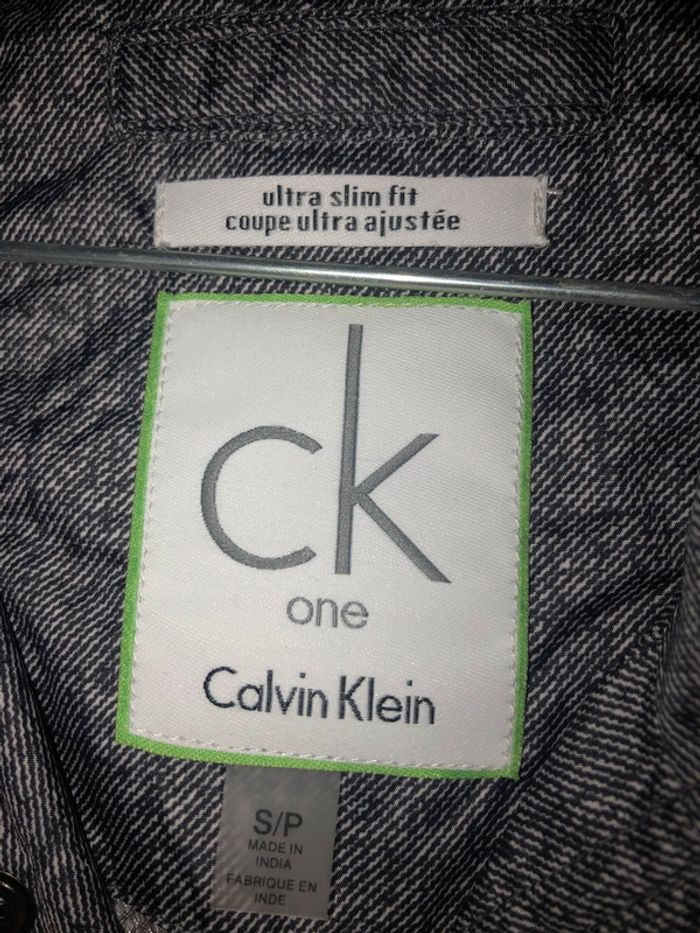 ultra slim fit
coupe ultra ajustée
ck
one
Calvin Klein
S/P
MADE IN
INDIA
FABRIQUE EN
INDE